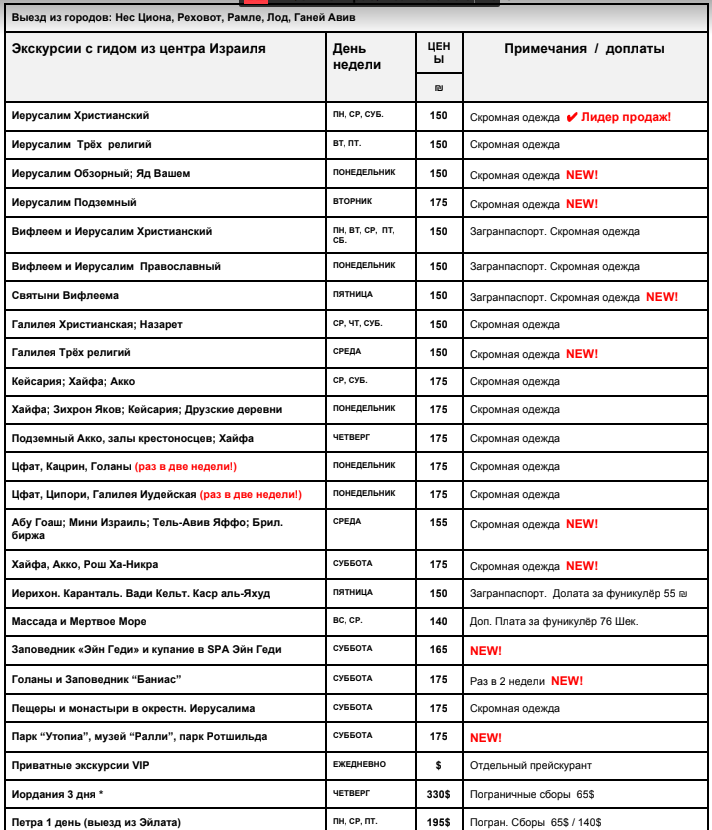 Выезд из городов: Нес Циона, Реховот, Рамле, Лод, Ганей Авив
Экскурсии с гидом из центра Израиля День недели ЦЕНЫ Примечания / доплаты
₪
Иерусалим Христианский ПН, СР, СУБ. 150 Скромная одежда ✔ Лидер продаж!
Иерусалим Трёх религий ВТ, ПТ. 150 Скромная одежда
Иерусалим Обзорный; Яд Вашем ПОНЕДЕЛЬНИК 150 Скромная одежда NEW!
Иерусалим Подземный ВТОРНИК 175 Скромная одежда NEW!
Вифлеем и Иерусалим Христианский ПН, ВТ, СР, ПТ, СБ. 150 Загранпаспорт. Скромная одежда
Вифлеем и Иерусалим Православный ПОНЕДЕЛЬНИК 150 Загранпаспорт. Скромная одежда
Святыни Вифлеема ПЯТНИЦА 150 Загранпаспорт. Скромная одежда NEW!
Галилея Христианская; Назарет СР, ЧТ, СУБ. 150 Скромная одежда
Галилея Трёх религий СРЕДА 150 Скромная одежда NEW!
Кейсария; Хайфа; Акко СР, СУБ. 175 Скромная одежда
Хайфа; Зихрон Яков; Кейсария; Друзские деревни ПОНЕДЕЛЬНИК 175 Скромная одежда
Подземный Акко, залы крестоносцев; Хайфа ЧЕТВЕРГ 175 Скромная одежда
Цфат, Кацрин, Голаны (раз в две недели!) ПОНЕДЕЛЬНИК 175 Скромная одежда
Цфат, Ципори, Галилея Иудейская (раз в две недели!) ПОНЕДЕЛЬНИК 175 Скромная одежда
Абу Гоаш; Мини Израиль; Тель-Авив Яффо; Брил. биржа СРЕДА 155 Скромная одежда NEW!
Хайфа, Акко, Рош Ха-Никра СУББОТА 175 Скромная одежда NEW!
Иерихон. Каранталь. Вади Кельт. Каср аль-Яхуд ПЯТНИЦА 150 Загранпаспорт. Долата за фуникулёр 55 ₪
Массада и Мертвое Море ВС, СР. 140 Доп. Плата за фуникулёр 76 Шек.
Заповедник «Эйн Геди» и купание в SPA Эйн Геди СУББОТА 165 NEW!
Голаны и Заповедник “Баниас” СУББОТА 175 Раз в 2 недели NEW!
Пещеры и монастыри в окрестн. Иерусалима СУББОТА 175 Скромная одежда
Парк “Утопиа”, музей “Ралли”, парк Ротшильда СУББОТА 175 NEW!
Приватные экскурсии VIP ЕЖЕДНЕВНО $ Отдельный прейскурант
Иордания 3 дня * ЧЕТВЕРГ 330$ Пограничные сборы 65$
Петра 1 день (выезд из Эйлата) ПН, СР, ПТ. 195$ Погран. Сборы 65$ / 140$